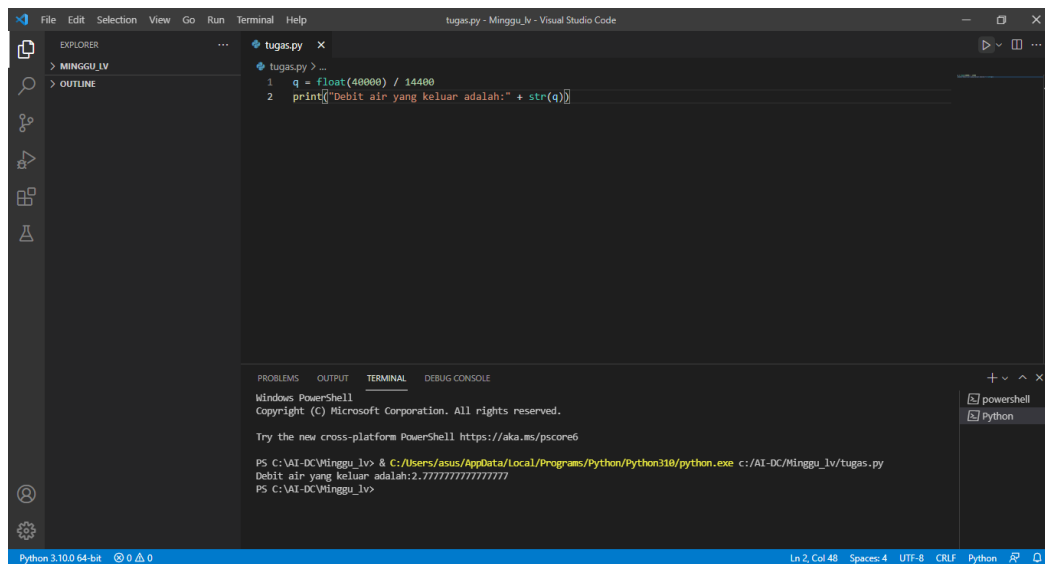 File Edit Selection View Go Run Terminal Help
tugas.py - Minggu_lv - Visual Studio Code
EXPLORER
MINGGU_LV
OUTLINE
tugas.py
tugas.py > ...
1 q = float(40000) / 14400
2 print("Debit air yang keluar adalah:" + str(q))
PROBLEMS OUTPUT TERMINAL DEBUG CONSOLE
Windows PowerShell
Copyright (C) Microsoft Corporation. All rights reserved.
Try the new cross-platform PowerShell https://aka.ms/pscore6
PS C:\AI-DC\Minggu_lv> & C:/Users/asus/AppData/Local/Programs/Python/Python310/python.exe c:/AI-DC/Minggu_lv/tugas.py
Debit air yang keluar adalah:2.7777777777777777
PS C:\AI-DC\Minggu_lv>
powershell
Python
Python 3.10.0 64-bit 0 0
Ln 2, Col 48 Spaces: 4 UTF-8 CRLF Python